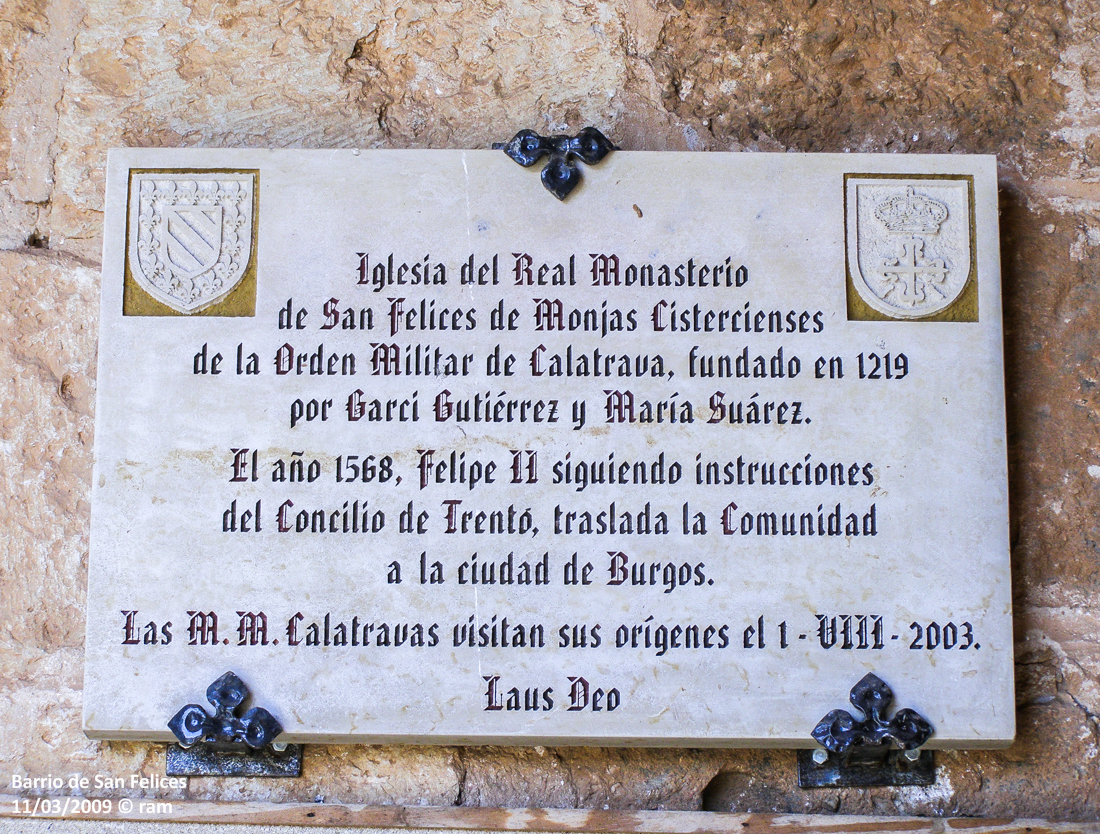 Iglesia del Real Monasterio
de San Felices de Monjas Cistercienses
de la Orden Militar de Calatrava, fundado en 1219
por Garci Gutiérrez y María Suárez.
El año 1568, Felipe II siguiendo instrucciones
del Concilio de Trento, traslada la Comunidad
a la ciudad de Burgos.
Las M. M. Calatravas visitan sus orígenes el 1 - VIII - 2003.
Laus Deo
Barrio de San Felices
11/03/2009 © ram